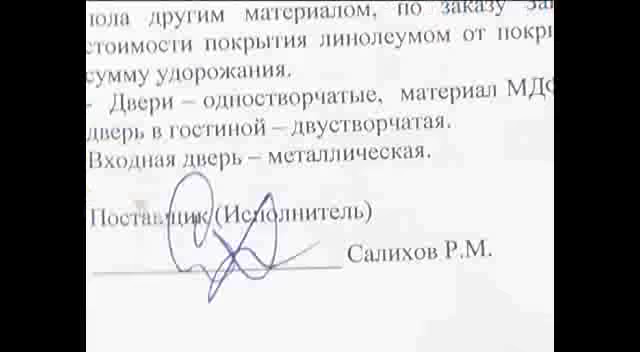 пола другим материалом, по заказу
стоимости покрытия линолеумом от
сумму удорожания.
- Двери – одностворчатые, материал МДФ
дверь в гостиной – двустворчатая.
Входная дверь – металлическая.
Поставщик (Исполнитель)
Салихов Р.М.